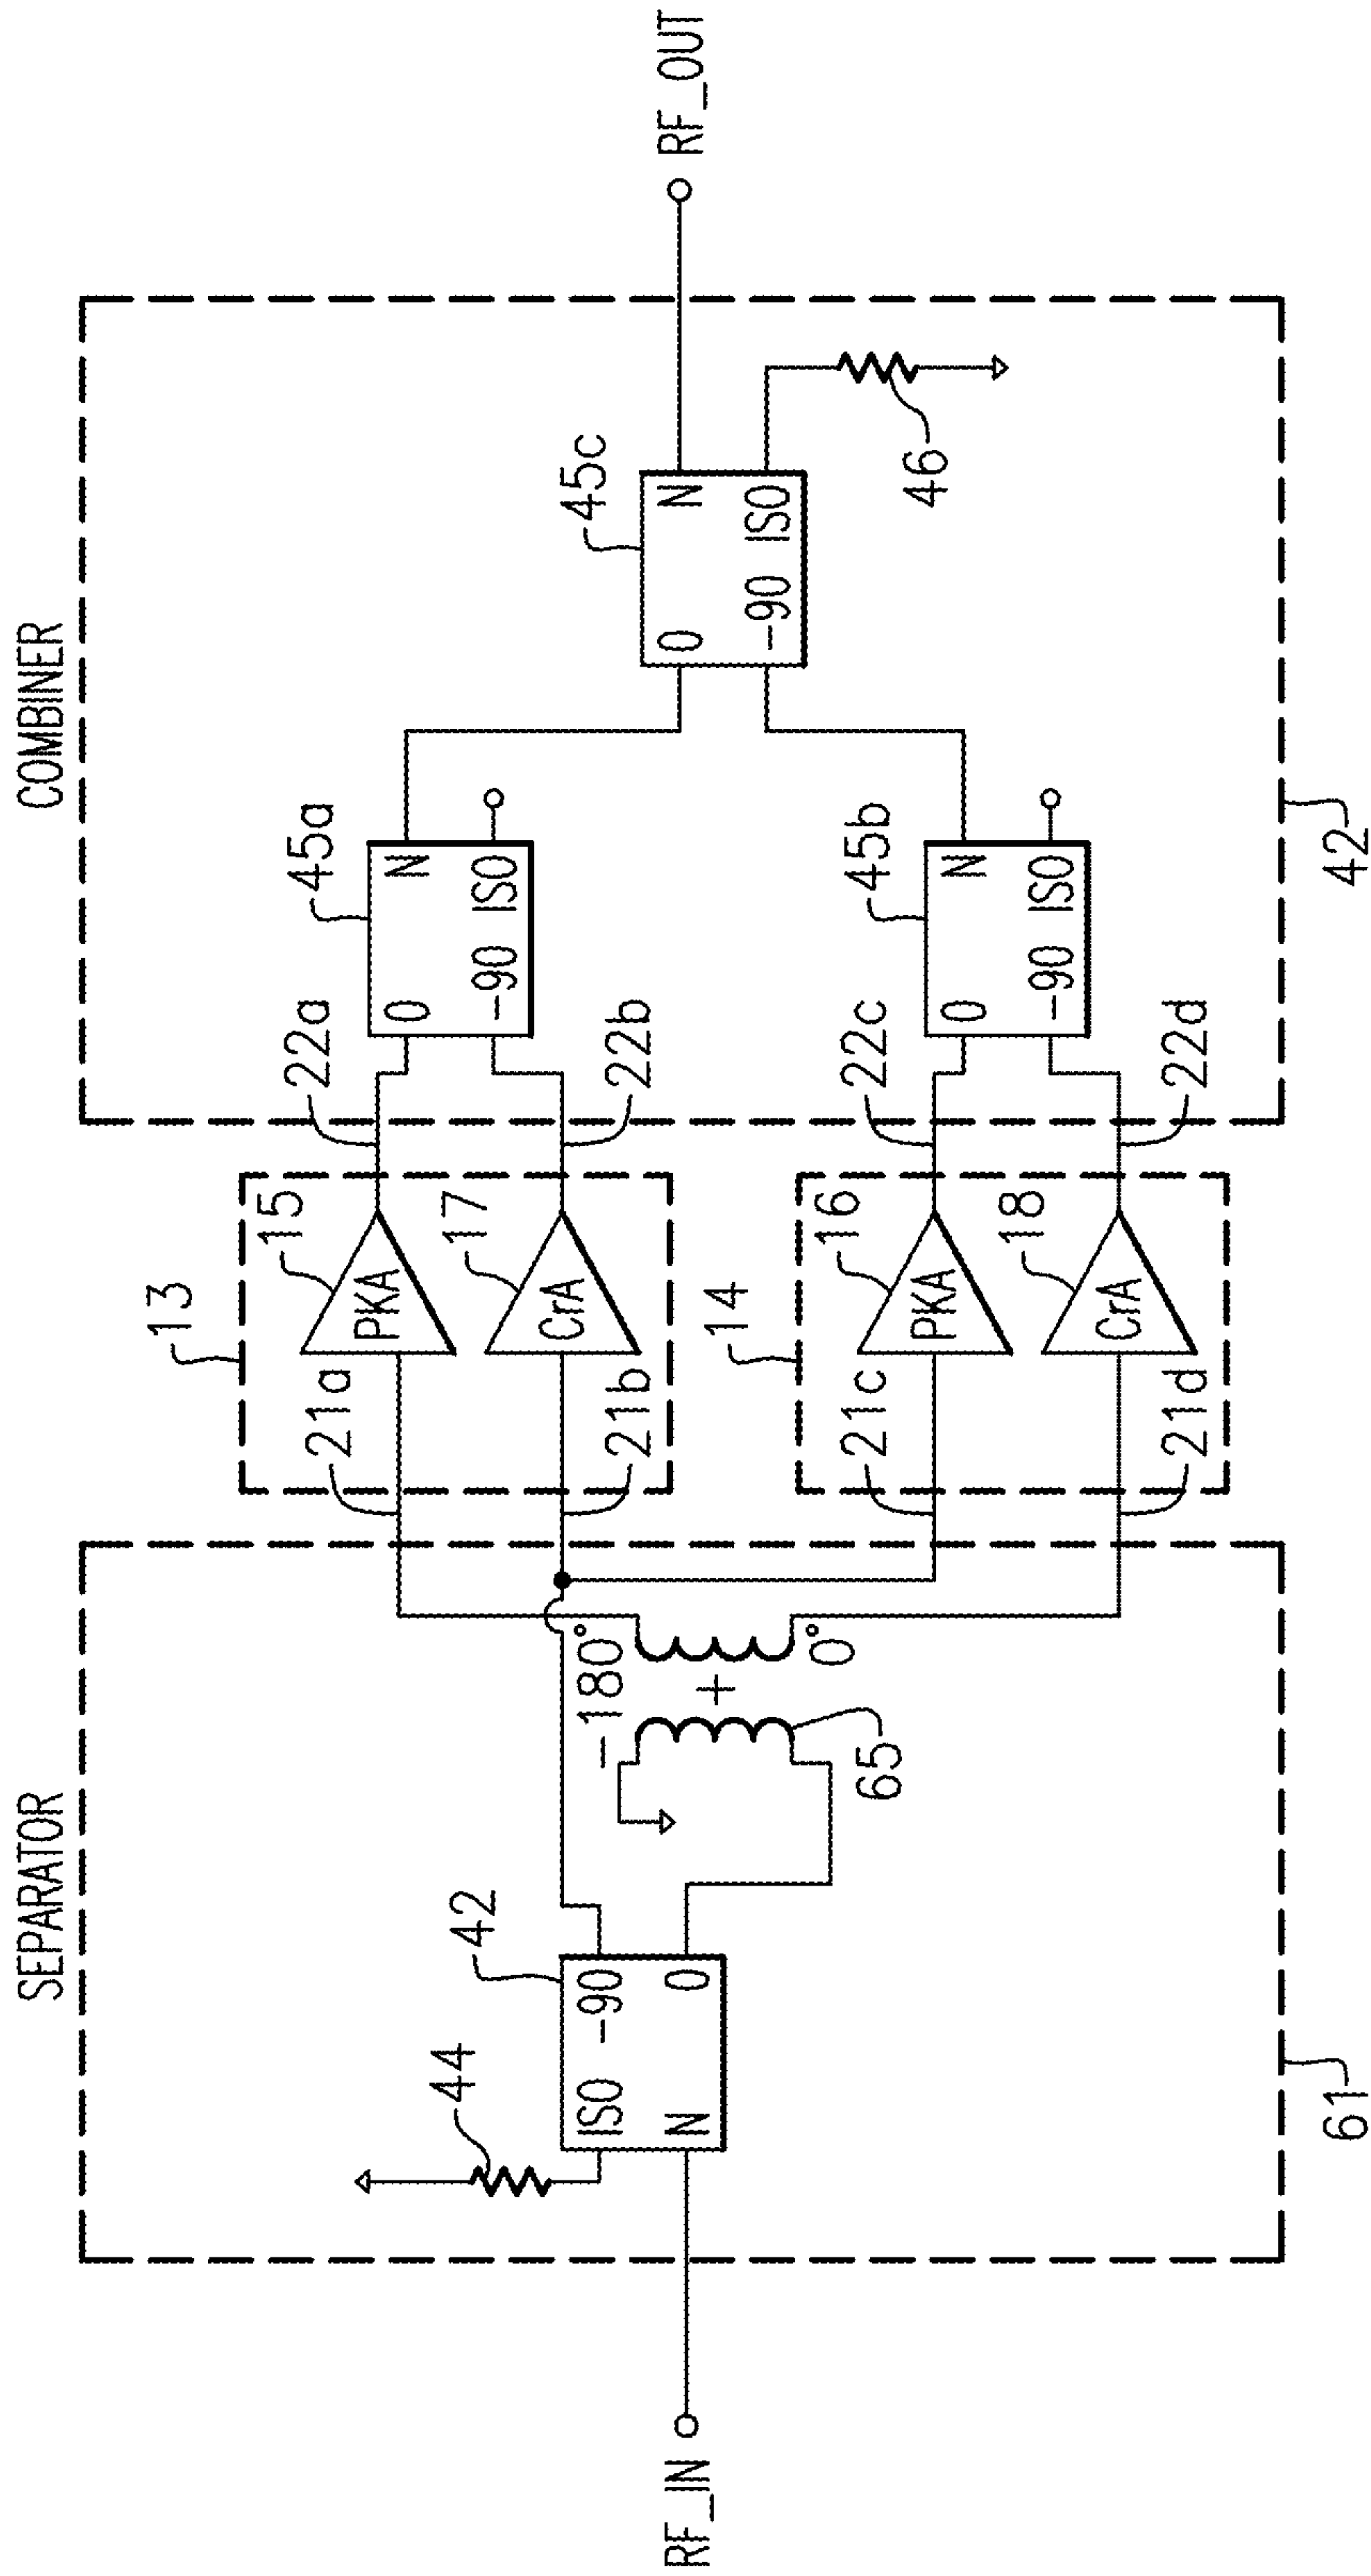 SEPARATOR
COMBINER
RF_IN
44
42
ISO -90
N 0
-180°
+
0°
65
61
13
21a
15
PKA
22a
21b
17
CrA
22b
14
21c
16
PKA
22c
21d
18
CrA
22d
45a
0 N
-90 ISO
45b
0 N
-90 ISO
45c
0 N
-90 ISO
46
42
RF_OUT